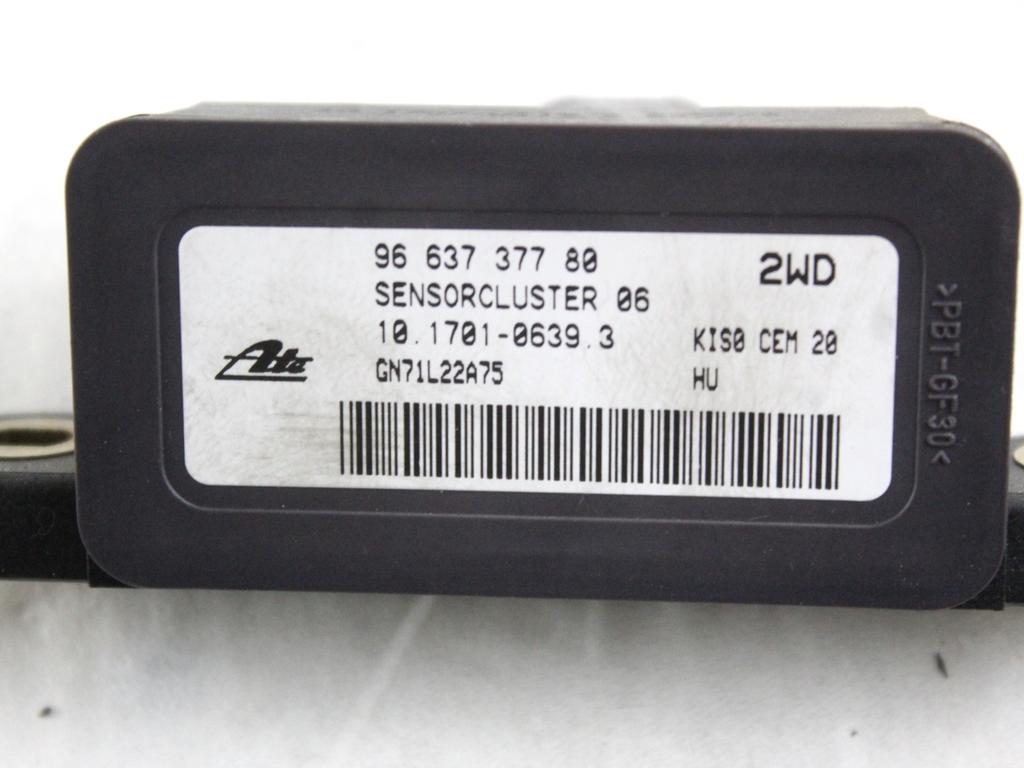 96 637 377 80
2WD
SENSORCLUSTER 06
10.1701-0639.3
KIS0 CEM 20
Ate
GN71L22A75
HU
>PBT-GF30<